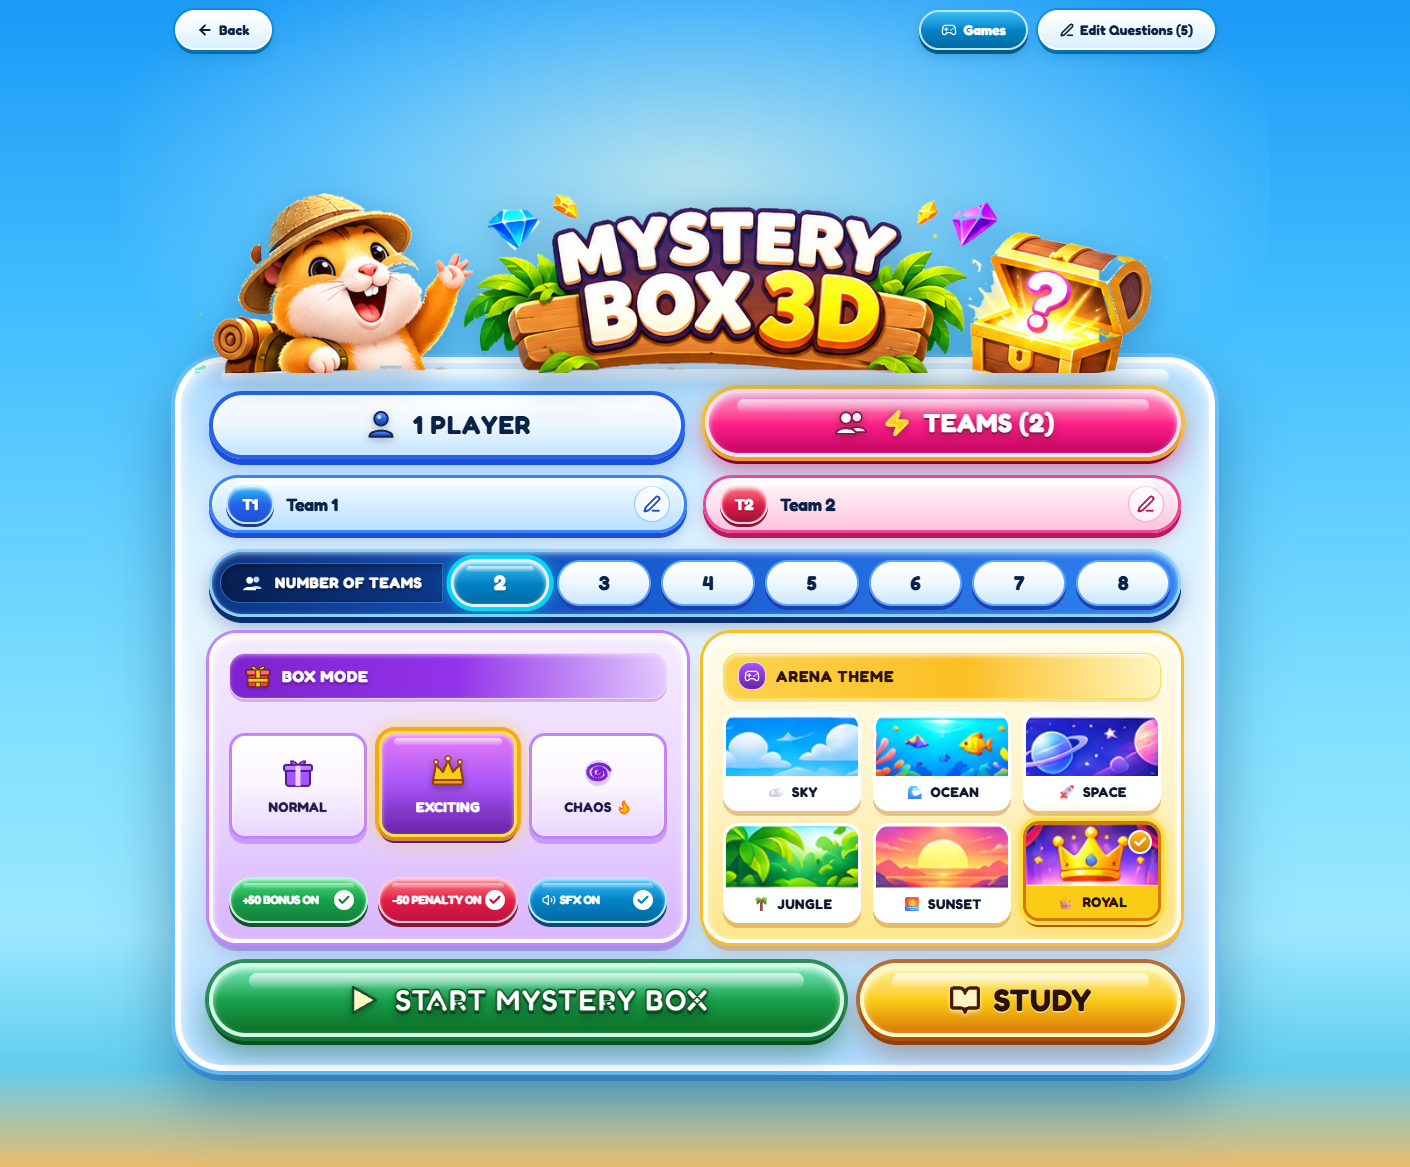 Back
Games
Edit Questions (5)
MYSTERY
BOX 3D
?
1 PLAYER
TEAMS (2)
T1 Team 1
T2 Team 2
NUMBER OF TEAMS 2 3 4 5 6 7 8
BOX MODE
NORMAL
EXCITING
CHAOS
+50 BONUS ON
-50 PENALTY ON
SFX ON
ARENA THEME
SKY
OCEAN
SPACE
JUNGLE
SUNSET
ROYAL
START MYSTERY BOX
STUDY